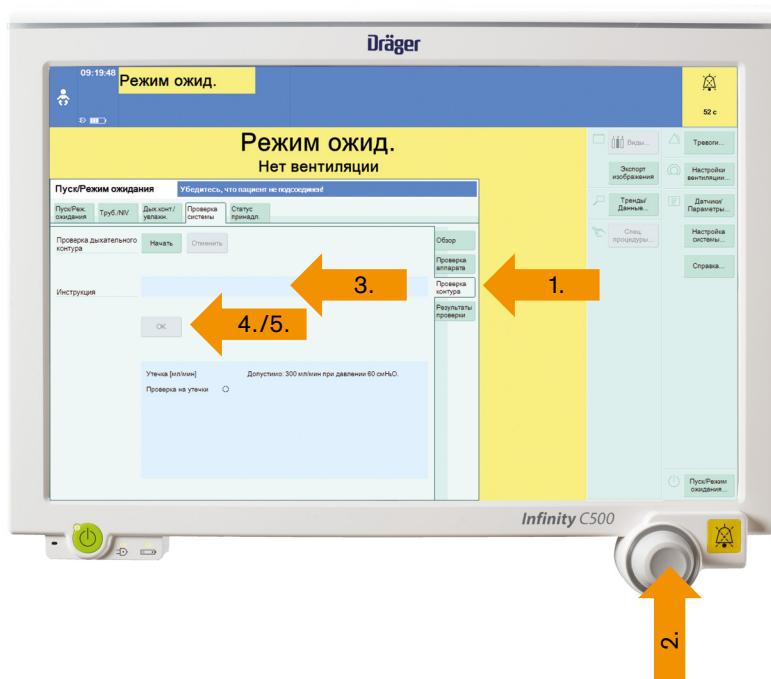 Dräger
09:19:48
Режим ожид.
52 с
Режим ожид.
Нет вентиляции
Пуск/Режим ожидания
Убедитесь, что пациент не подсоединен!
Пуск/Реж.
ожидания
Труб./NIV
Дых.конт./
увлажн.
Проверка
системы
Статус
принадл.
Проверка дыхательного
контура
Начать
Отменить
Инструкция
OK
Утечка [мл/мин]
Допустимо: 300 мл/мин при давлении 60 смH₂O.
Проверка на утечки
Обзор
Проверка
аппарата
Проверка
контура
Результаты
проверки
3.
1.
4./5.
Виды...
Тревоги...
Экспорт
изображения
Настройки
вентиляции...
Тренды/
Данные...
Датчики/
Параметры...
Спец.
процедуры...
Настройка
системы...
Справка...
Пуск/Режим
ожидания...
Infinity C500
2.